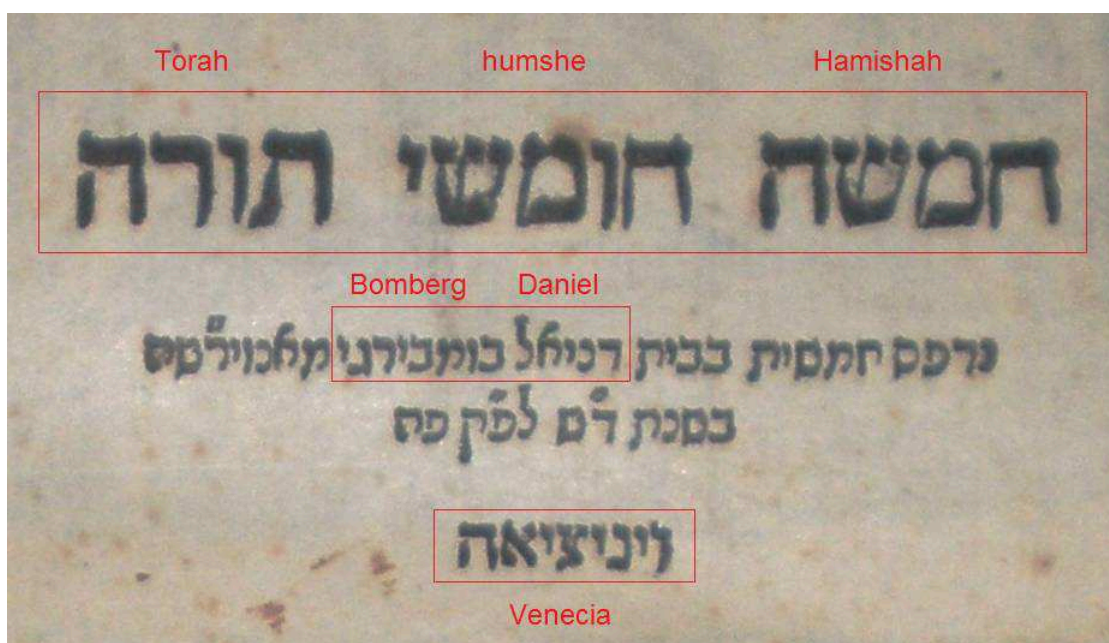 Torah humshe Hamishah
חמשה חומשי תורה
Bomberg Daniel
נדפס חמשית בבית דניאל בומבירגי
בשנת לפ״ק פה
ויניציאה
Venecia